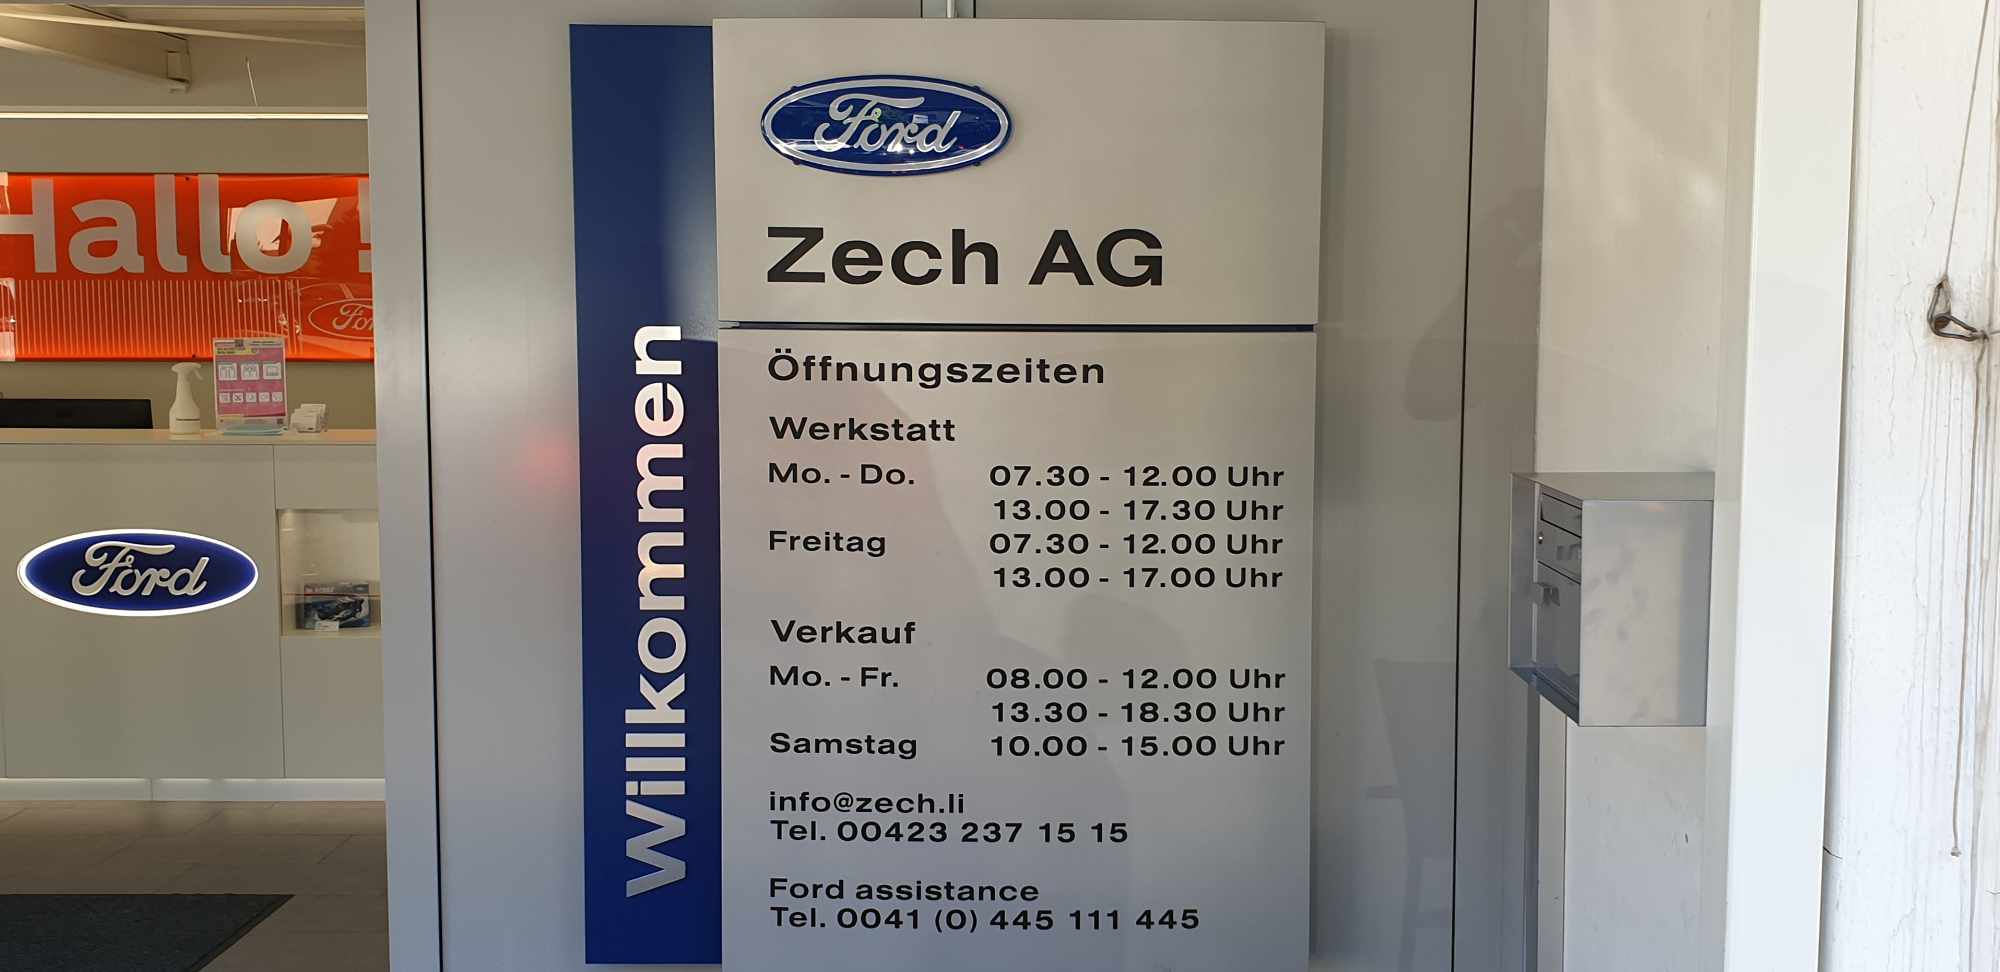 Hallo !
Ford
Ford
Willkommen
Ford
Zech AG
Öffnungszeiten
Werkstatt
Mo. - Do. 07.30 - 12.00 Uhr
13.00 - 17.30 Uhr
Freitag 07.30 - 12.00 Uhr
13.00 - 17.00 Uhr
Verkauf
Mo. - Fr. 08.00 - 12.00 Uhr
13.30 - 18.30 Uhr
Samstag 10.00 - 15.00 Uhr
info@zech.li
Tel. 00423 237 15 15
Ford assistance
Tel. 0041 (0) 445 111 445